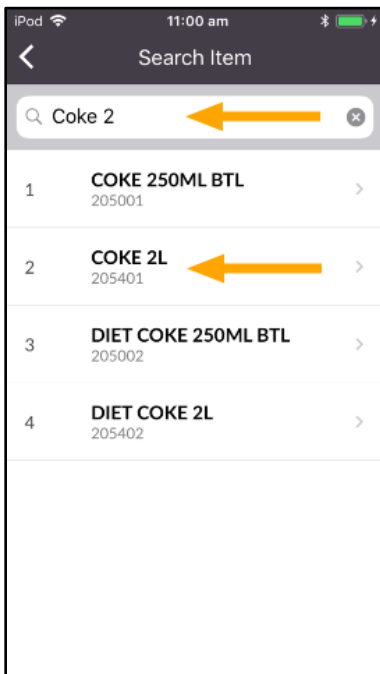 iPod 11:00 am
Search Item
Coke 2
1 COKE 250ML BTL
205001
2 COKE 2L
205401
3 DIET COKE 250ML BTL
205002
4 DIET COKE 2L
205402